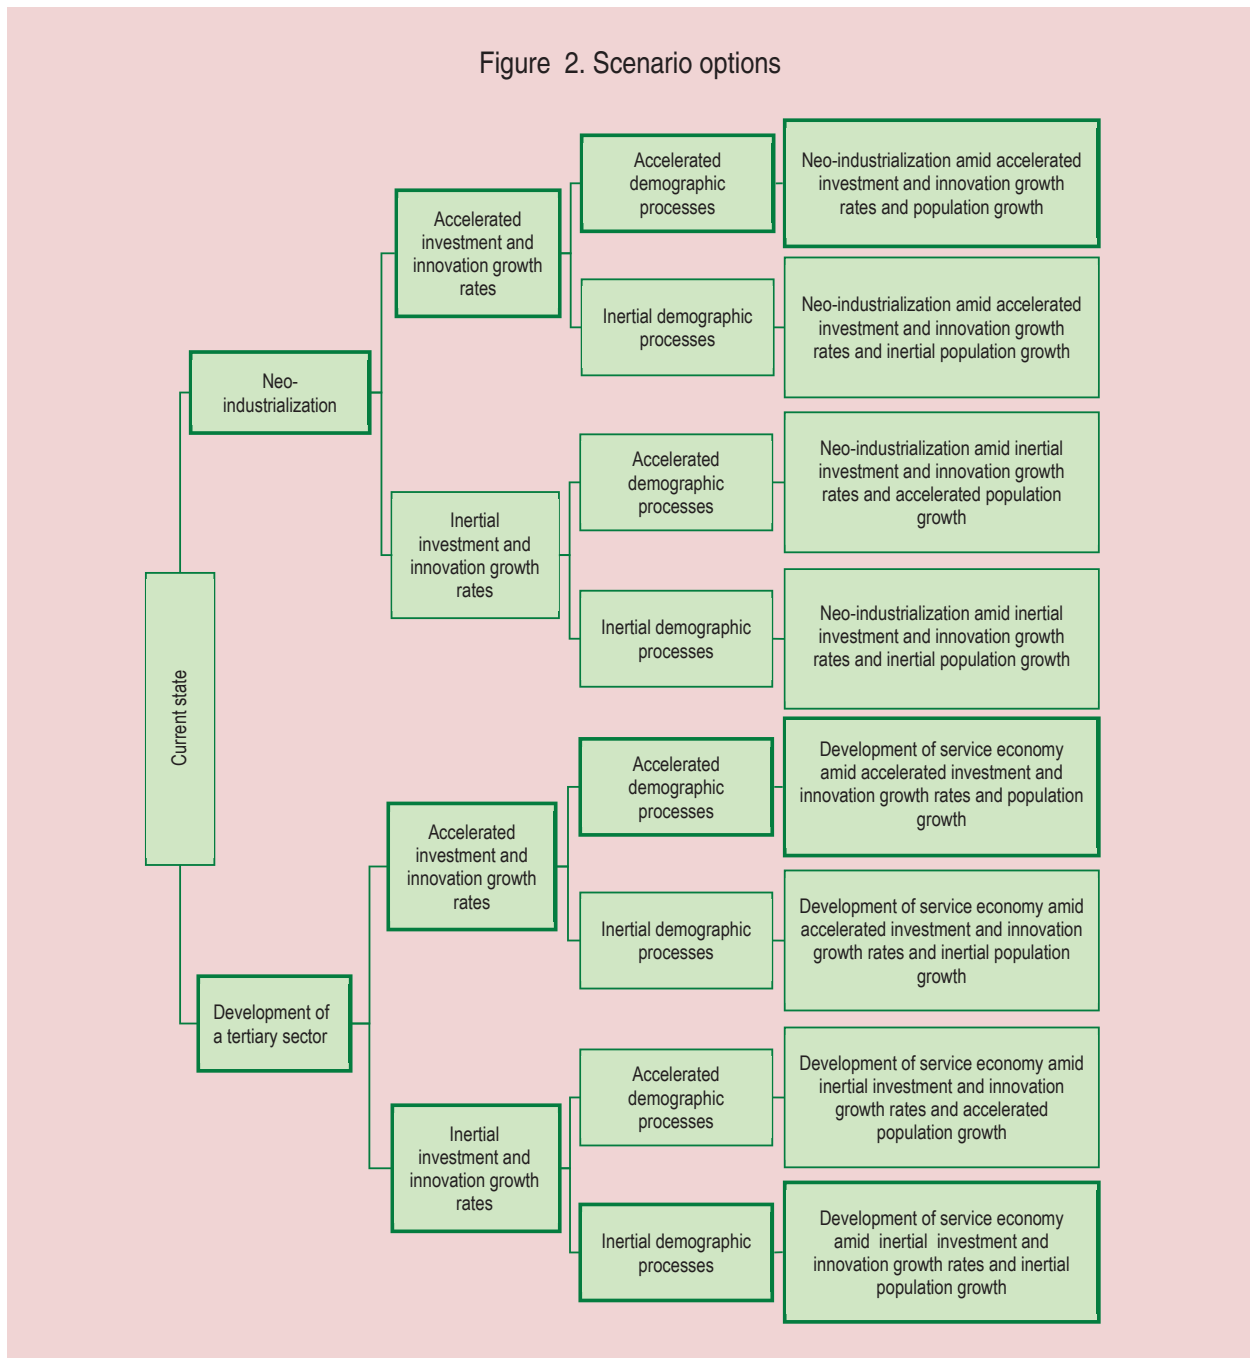 Figure 2. Scenario options
Current state
Neo-
industrialization
Accelerated
investment and
innovation growth
rates
Accelerated
demographic
processes
Neo-industrialization amid accelerated
investment and innovation growth
rates and population growth
Inertial demographic
processes
Neo-industrialization amid accelerated
investment and innovation growth
rates and inertial population growth
Inertial
investment and
innovation growth
rates
Accelerated
demographic
processes
Neo-industrialization amid inertial
investment and innovation growth
rates and accelerated population
growth
Inertial demographic
processes
Neo-industrialization amid inertial
investment and innovation growth
rates and inertial population growth
Development of
a tertiary sector
Accelerated
investment and
innovation growth
rates
Accelerated
demographic
processes
Development of service economy
amid accelerated investment and
innovation growth rates and population
growth
Inertial demographic
processes
Development of service economy amid
accelerated investment and innovation
growth rates and inertial population
growth
Inertial
investment and
innovation growth
rates
Accelerated
demographic
processes
Development of service economy amid
inertial investment and innovation
growth rates and accelerated
population growth
Inertial demographic
processes
Development of service economy
amid inertial investment and
innovation growth rates and inertial
population growth